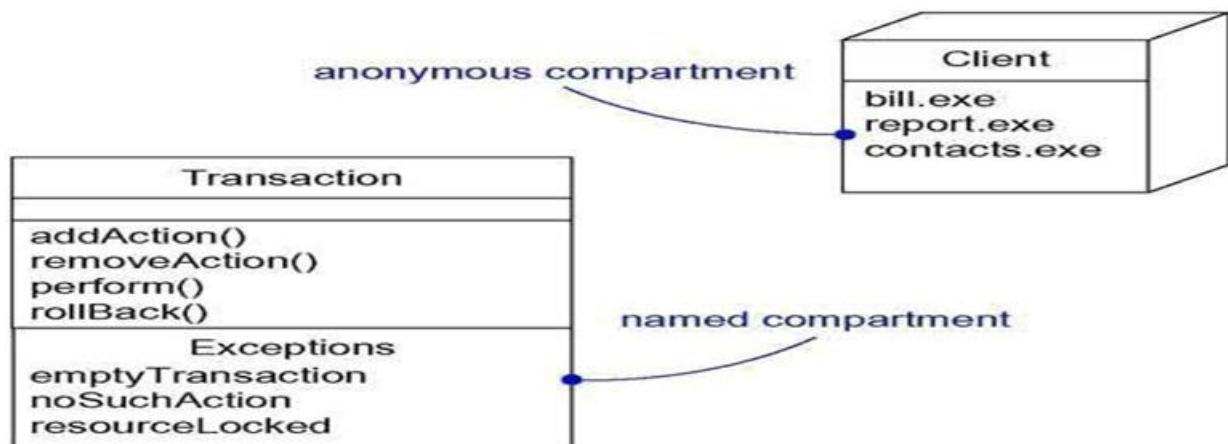 Client
anonymous compartment
bill.exe
report.exe
contacts.exe
Transaction
addAction()
removeAction()
perform()
rollBack()
named compartment
Exceptions
emptyTransaction
noSuchAction
resourceLocked